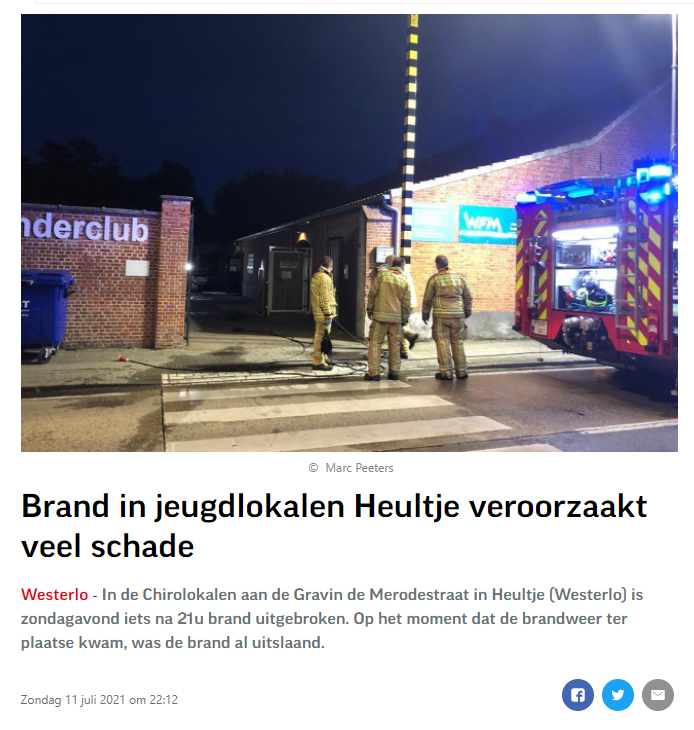 nderclub
WFM
© Marc Peeters
Brand in jeugdlokalen Heultje veroorzaakt
veel schade
Westerlo - In de Chirolokalen aan de Gravin de Merodestraat in Heultje (Westerlo) is
zondagavond iets na 21u brand uitgebroken. Op het moment dat de brandweer ter
plaatse kwam, was de brand al uitslaand.
Zondag 11 juli 2021 om 22:12